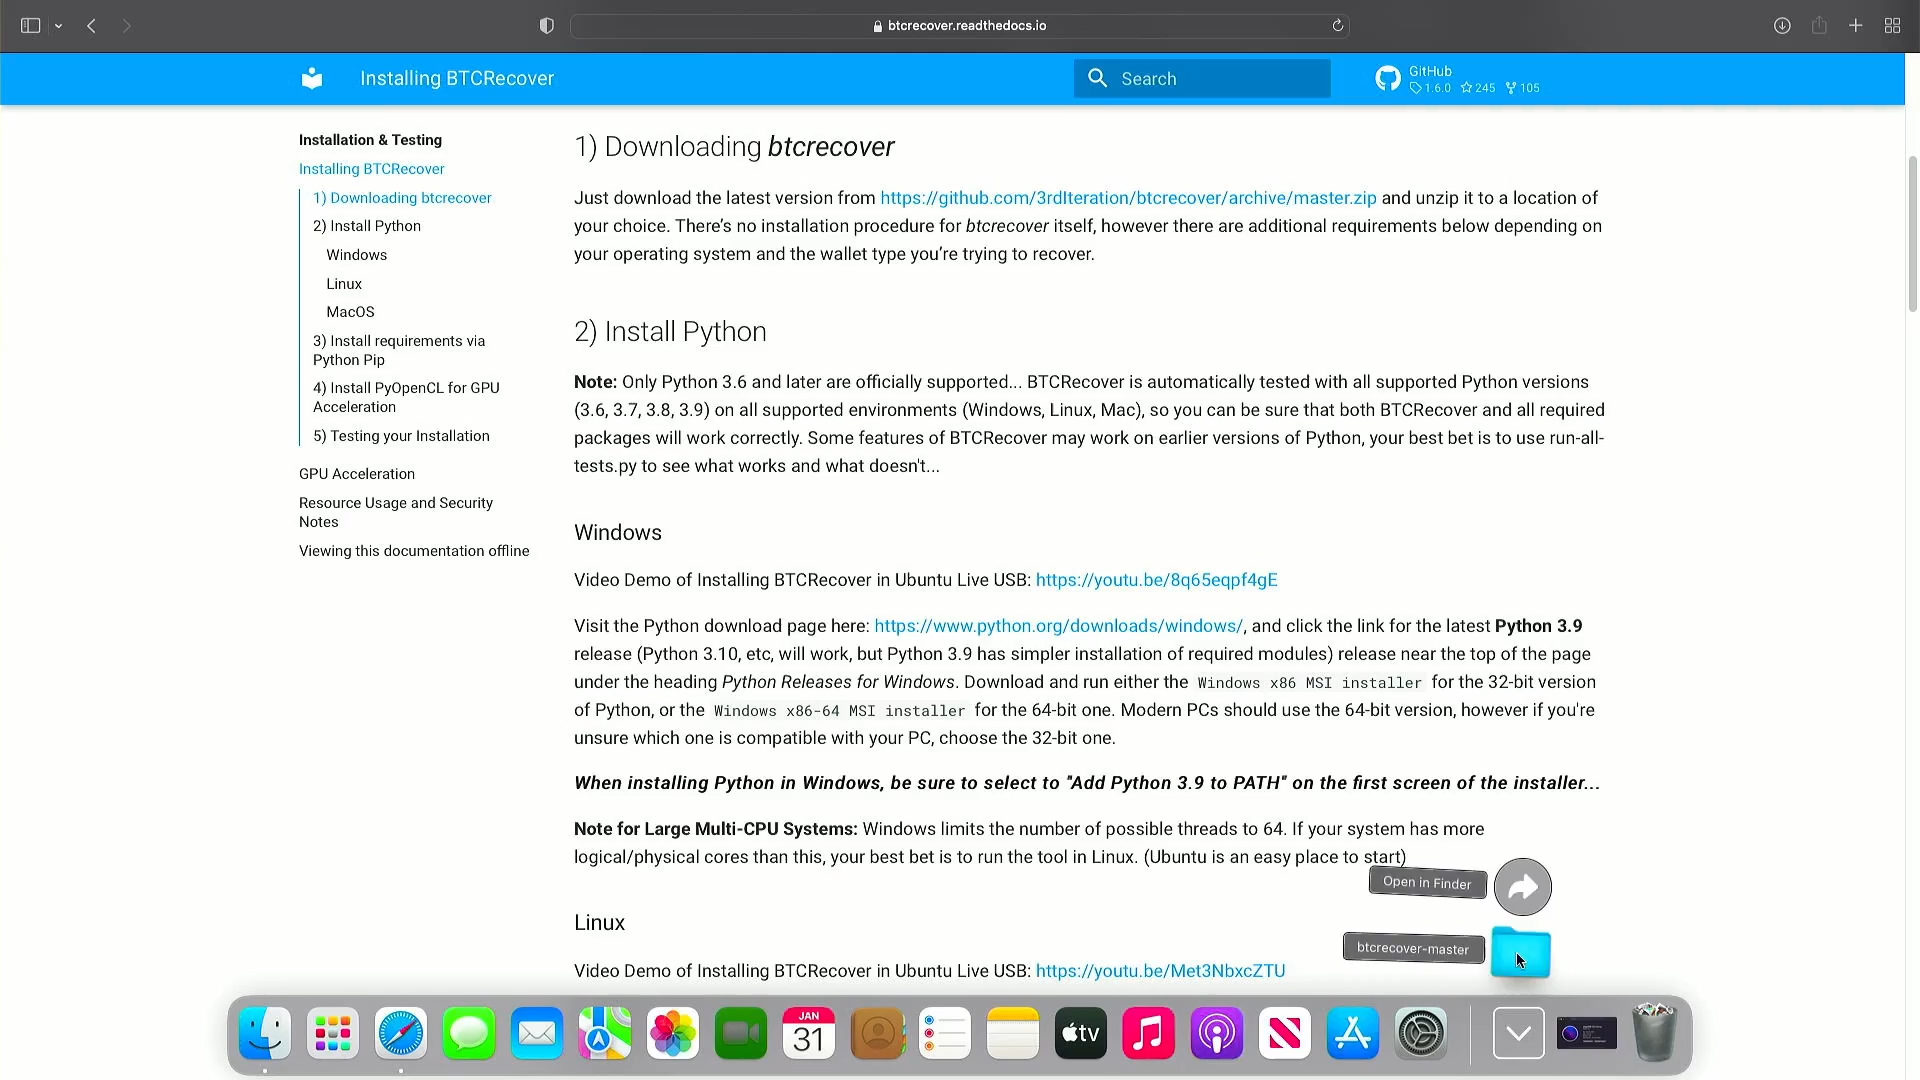 btcrecover.readthedocs.io
Installing BTCRecover
Search
GitHub
1.6.0 245 105
Installation & Testing
Installing BTCRecover
1) Downloading btcrecover
2) Install Python
Windows
Linux
MacOS
3) Install requirements via
Python Pip
4) Install PyOpenCL for GPU
Acceleration
5) Testing your Installation
GPU Acceleration
Resource Usage and Security
Notes
Viewing this documentation offline
1) Downloading btcrecover
Just download the latest version from https://github.com/3rdIteration/btcrecover/archive/master.zip and unzip it to a location of
your choice. There’s no installation procedure for btcrecover itself, however there are additional requirements below depending on
your operating system and the wallet type you’re trying to recover.
2) Install Python
Note: Only Python 3.6 and later are officially supported... BTCRecover is automatically tested with all supported Python versions
(3.6, 3.7, 3.8, 3.9) on all supported environments (Windows, Linux, Mac), so you can be sure that both BTCRecover and all required
packages will work correctly. Some features of BTCRecover may work on earlier versions of Python, your best bet is to use run-all-
tests.py to see what works and what doesn't...
Windows
Video Demo of Installing BTCRecover in Ubuntu Live USB: https://youtu.be/8q65eqpf4gE
Visit the Python download page here: https://www.python.org/downloads/windows/, and click the link for the latest Python 3.9
release (Python 3.10, etc, will work, but Python 3.9 has simpler installation of required modules) release near the top of the page
under the heading Python Releases for Windows. Download and run either the Windows x86 MSI installer for the 32-bit version
of Python, or the Windows x86-64 MSI installer for the 64-bit one. Modern PCs should use the 64-bit version, however if you're
unsure which one is compatible with your PC, choose the 32-bit one.
When installing Python in Windows, be sure to select to "Add Python 3.9 to PATH" on the first screen of the installer...
Note for Large Multi-CPU Systems: Windows limits the number of possible threads to 64. If your system has more
logical/physical cores than this, your best bet is to run the tool in Linux. (Ubuntu is an easy place to start)
Linux
Video Demo of Installing BTCRecover in Ubuntu Live USB: https://youtu.be/Met3NbxcZTU
Open in Finder
btcrecover-master
JAN
31
tv